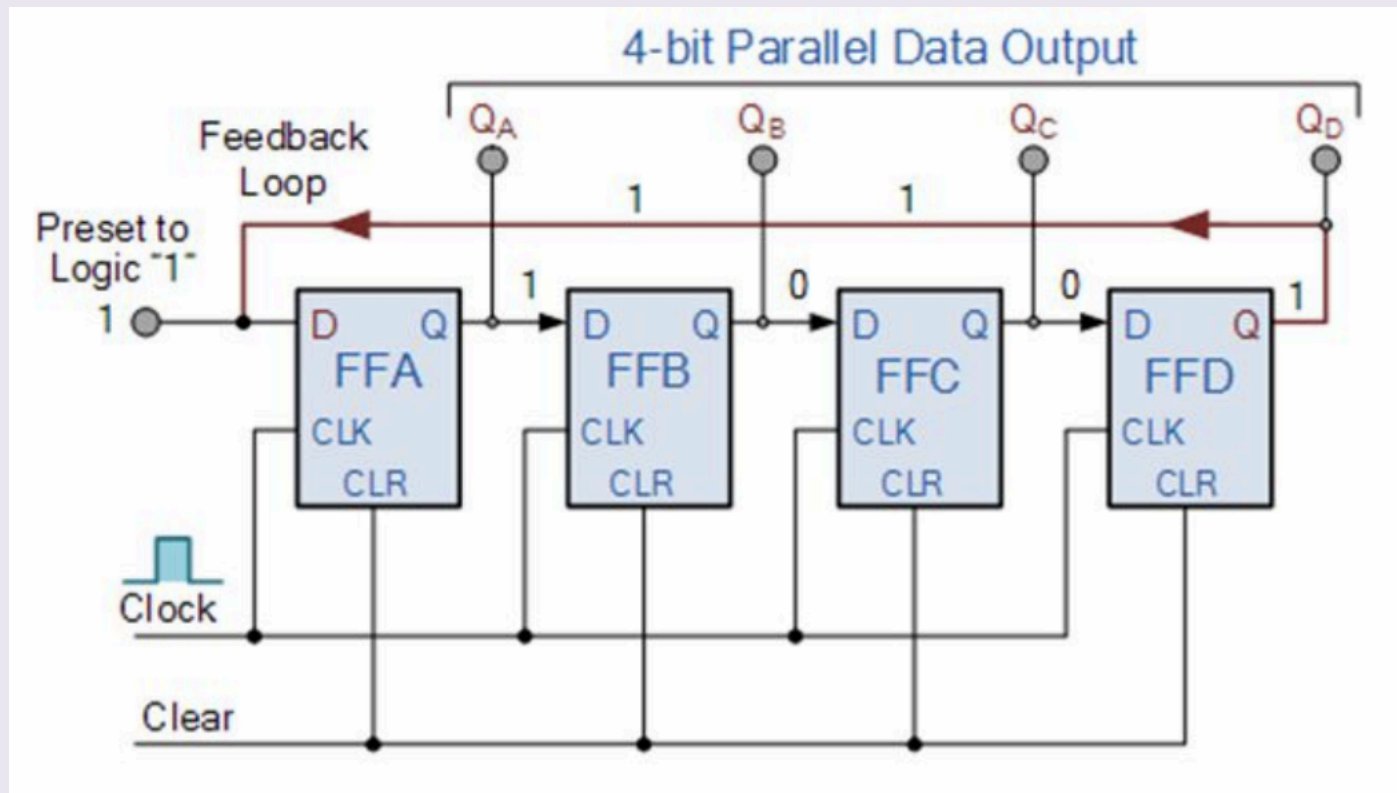 4-bit Parallel Data Output
QA QB QC QD
Feedback
Loop
1 1
Preset to
Logic "1"
1
1 0 0 1
D Q D Q D Q D Q
FFA FFB FFC FFD
CLK CLK CLK CLK
CLR CLR CLR CLR
Clock
Clear